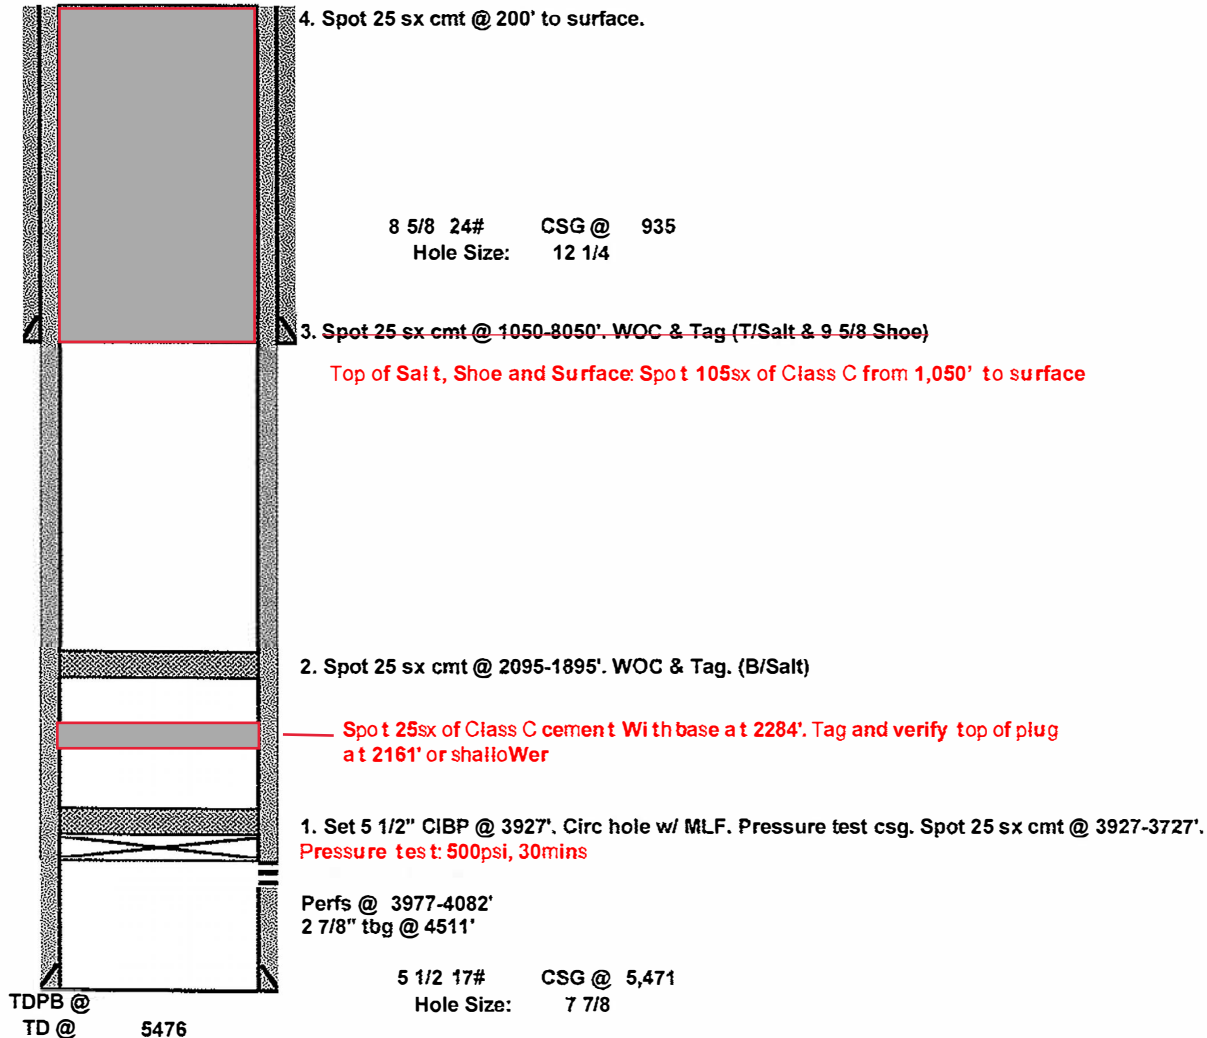 4. Spot 25 sx cmt @ 200' to surface.
8 5/8 24# CSG @ 935
Hole Size: 12 1/4
3. Spot 25 sx cmt @ 1050-8050'. WOC & Tag (T/Salt & 9 5/8 Shoe)
Top of Salt, Shoe and Surface: Spot 105sx of Class C from 1,050' to surface
2. Spot 25 sx cmt @ 2095-1895'. WOC & Tag. (B/Salt)
Spot 25sx of Class C cement With base at 2284'. Tag and verify top of plug
at 2161' or shalloWer
1. Set 5 1/2" CIBP @ 3927'. Circ hole w/ MLF. Pressure test csg. Spot 25 sx cmt @ 3927-3727'.
Pressure test: 500psi, 30mins
Perfs @ 3977-4082'
2 7/8" tbg @ 4511'
5 1/2 17# CSG @ 5,471
Hole Size: 7 7/8
TDPB @
TD @ 5476